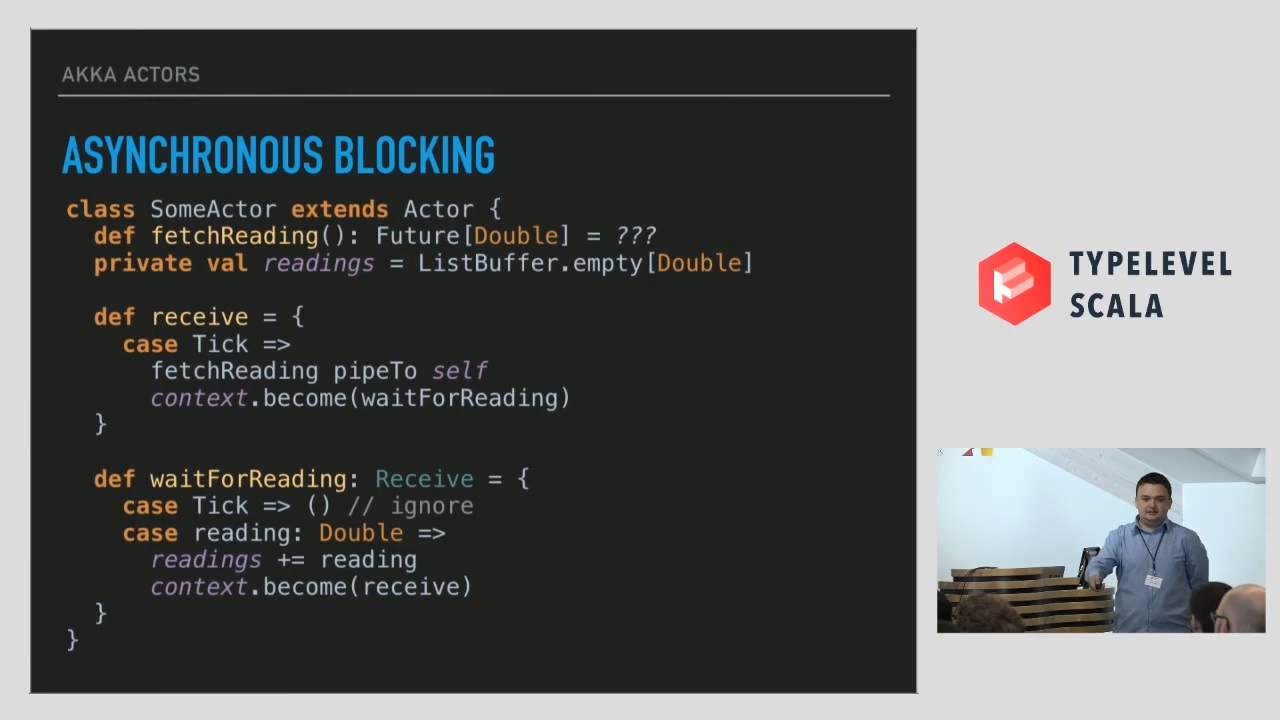 AKKA ACTORS
ASYNCHRONOUS BLOCKING
class SomeActor extends Actor {
  def fetchReading(): Future[Double] = ???
  private val readings = ListBuffer.empty[Double]

  def receive = {
    case Tick =>
      fetchReading pipeTo self
      context.become(waitForReading)
  }

  def waitForReading: Receive = {
    case Tick => () // ignore
    case reading: Double =>
      readings += reading
      context.become(receive)
  }
}
TYPELEVEL
SCALA